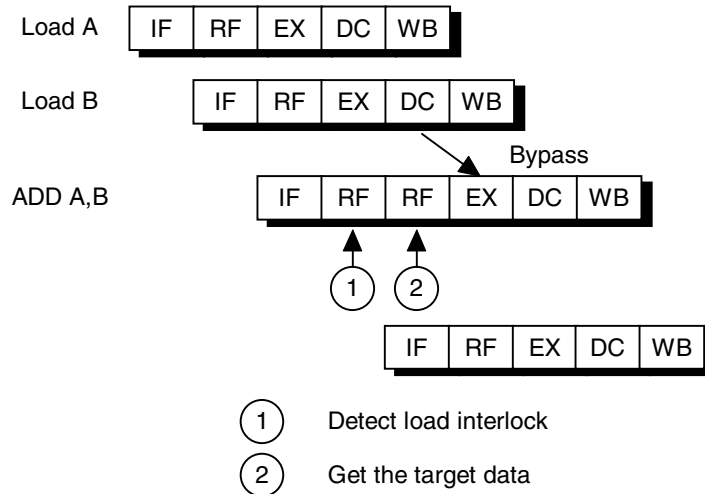 Load A IF RF EX DC WB
Load B IF RF EX DC WB
Bypass
ADD A,B IF RF RF EX DC WB
1 2
IF RF EX DC WB
1 Detect load interlock
2 Get the target data